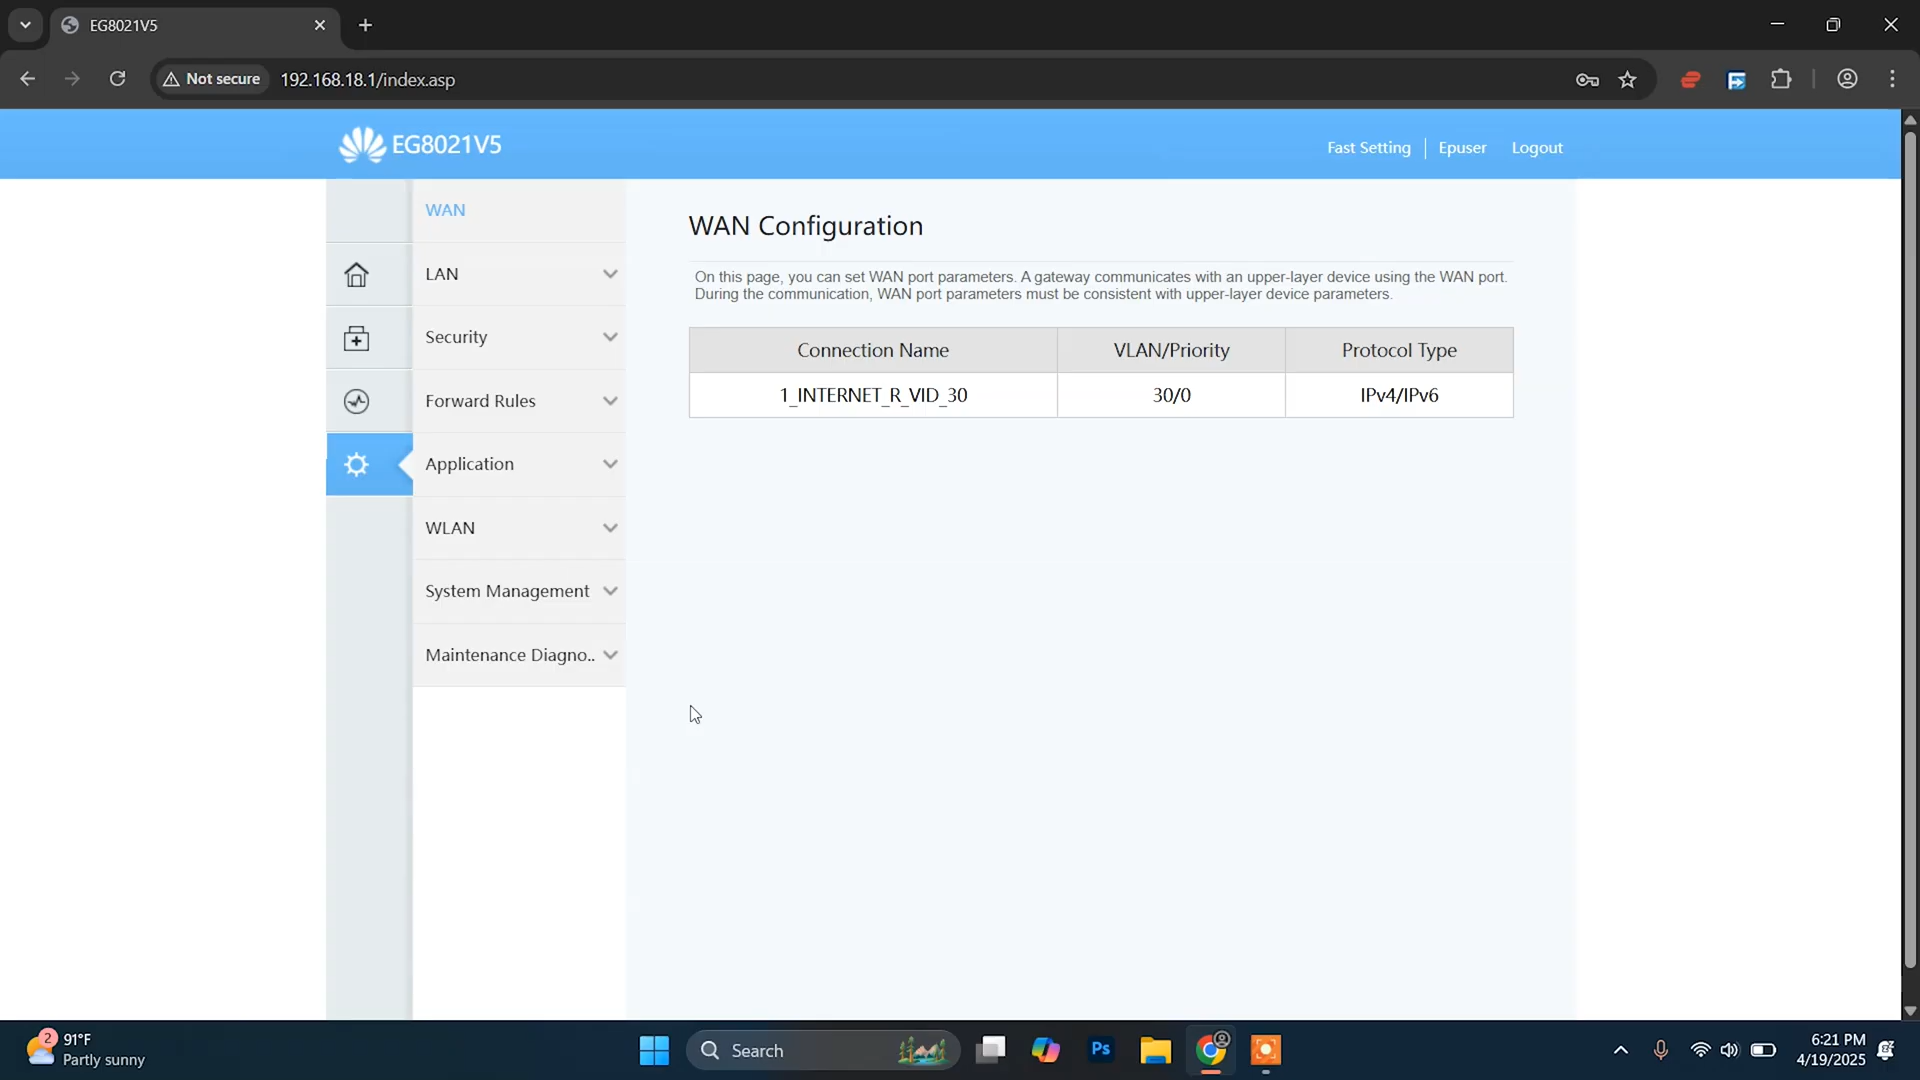 EG8021V5
Not secure 192.168.18.1/index.asp
EG8021V5
Fast Setting Epuser Logout
WAN
LAN
Security
Forward Rules
Application
WLAN
System Management
Maintenance Diagno..
WAN Configuration
On this page, you can set WAN port parameters. A gateway communicates with an upper-layer device using the WAN port.
During the communication, WAN port parameters must be consistent with upper-layer device parameters.
Connection Name VLAN/Priority Protocol Type
1_INTERNET_R_VID_30 30/0 IPv4/IPv6
2
91°F
Partly sunny
Search
Ps
6:21 PM
4/19/2025